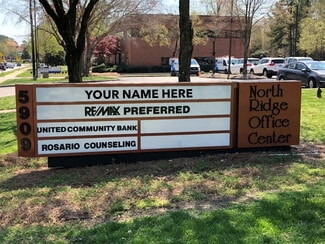 5909
YOUR NAME HERE
RE/MAX PREFERRED
UNITED COMMUNITY BANK
ROSARIO COUNSELING
North
Ridge
Office
Center